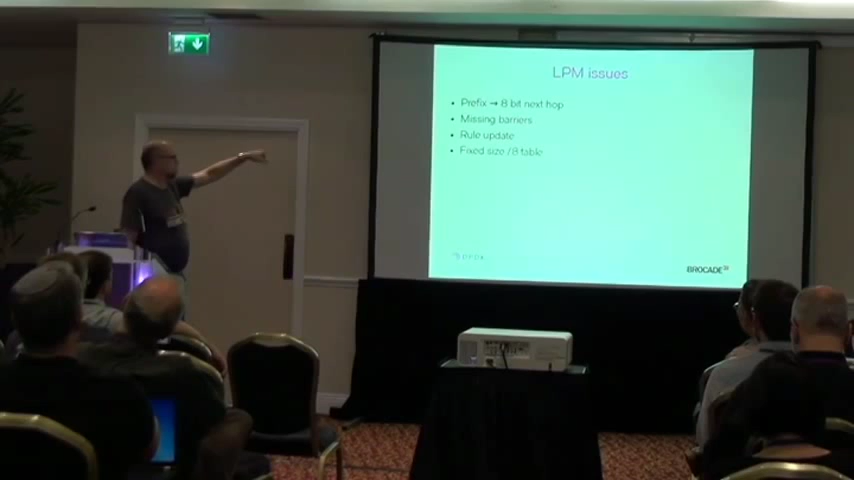 LPM issues
• Prefix → 8 bit next hop
• Missing barriers
• Rule update
• Fixed size /8 table
BROCADE